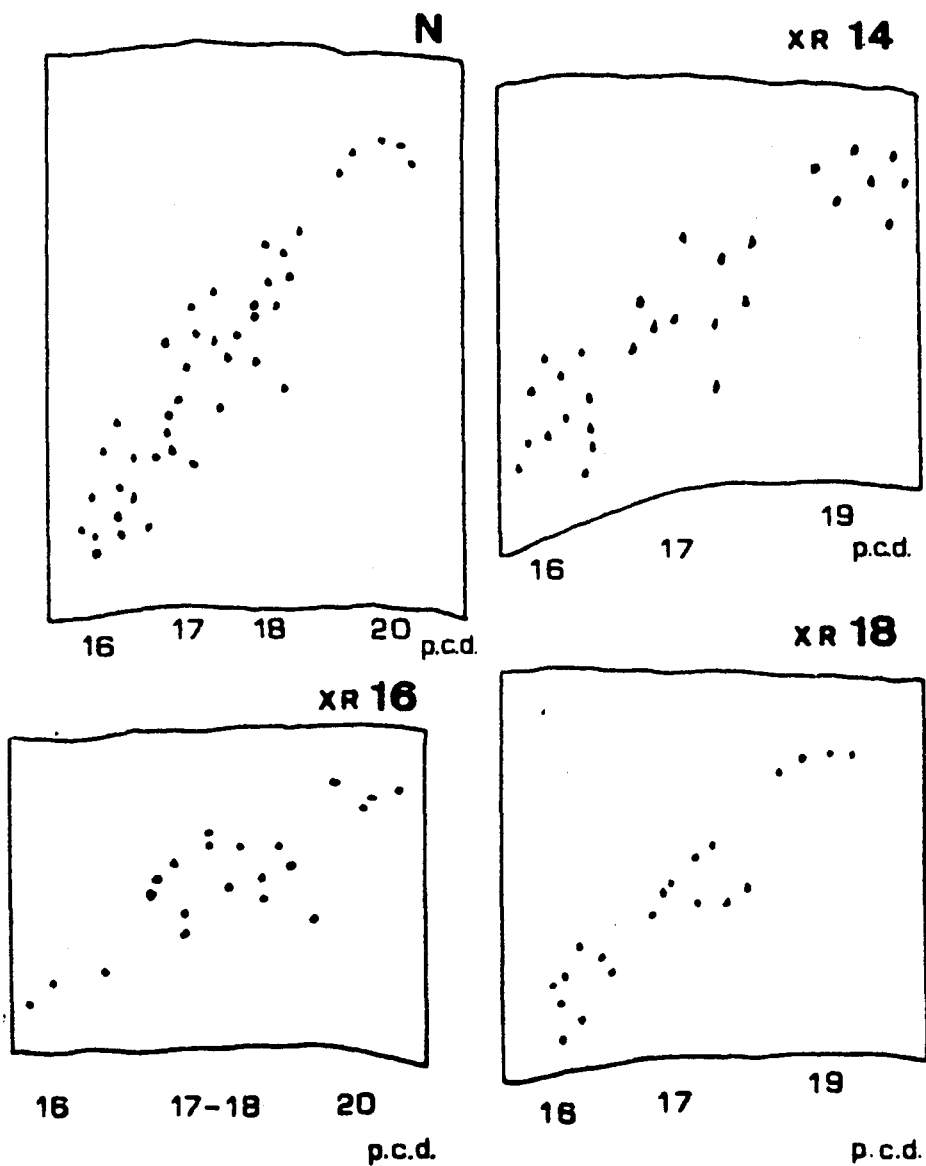 N
16 17 18 20 p.c.d.
XR 14
16 17 19 p.c.d.
XR 16
16 17-18 20
p.c.d.
XR 18
16 17 19
p.c.d.